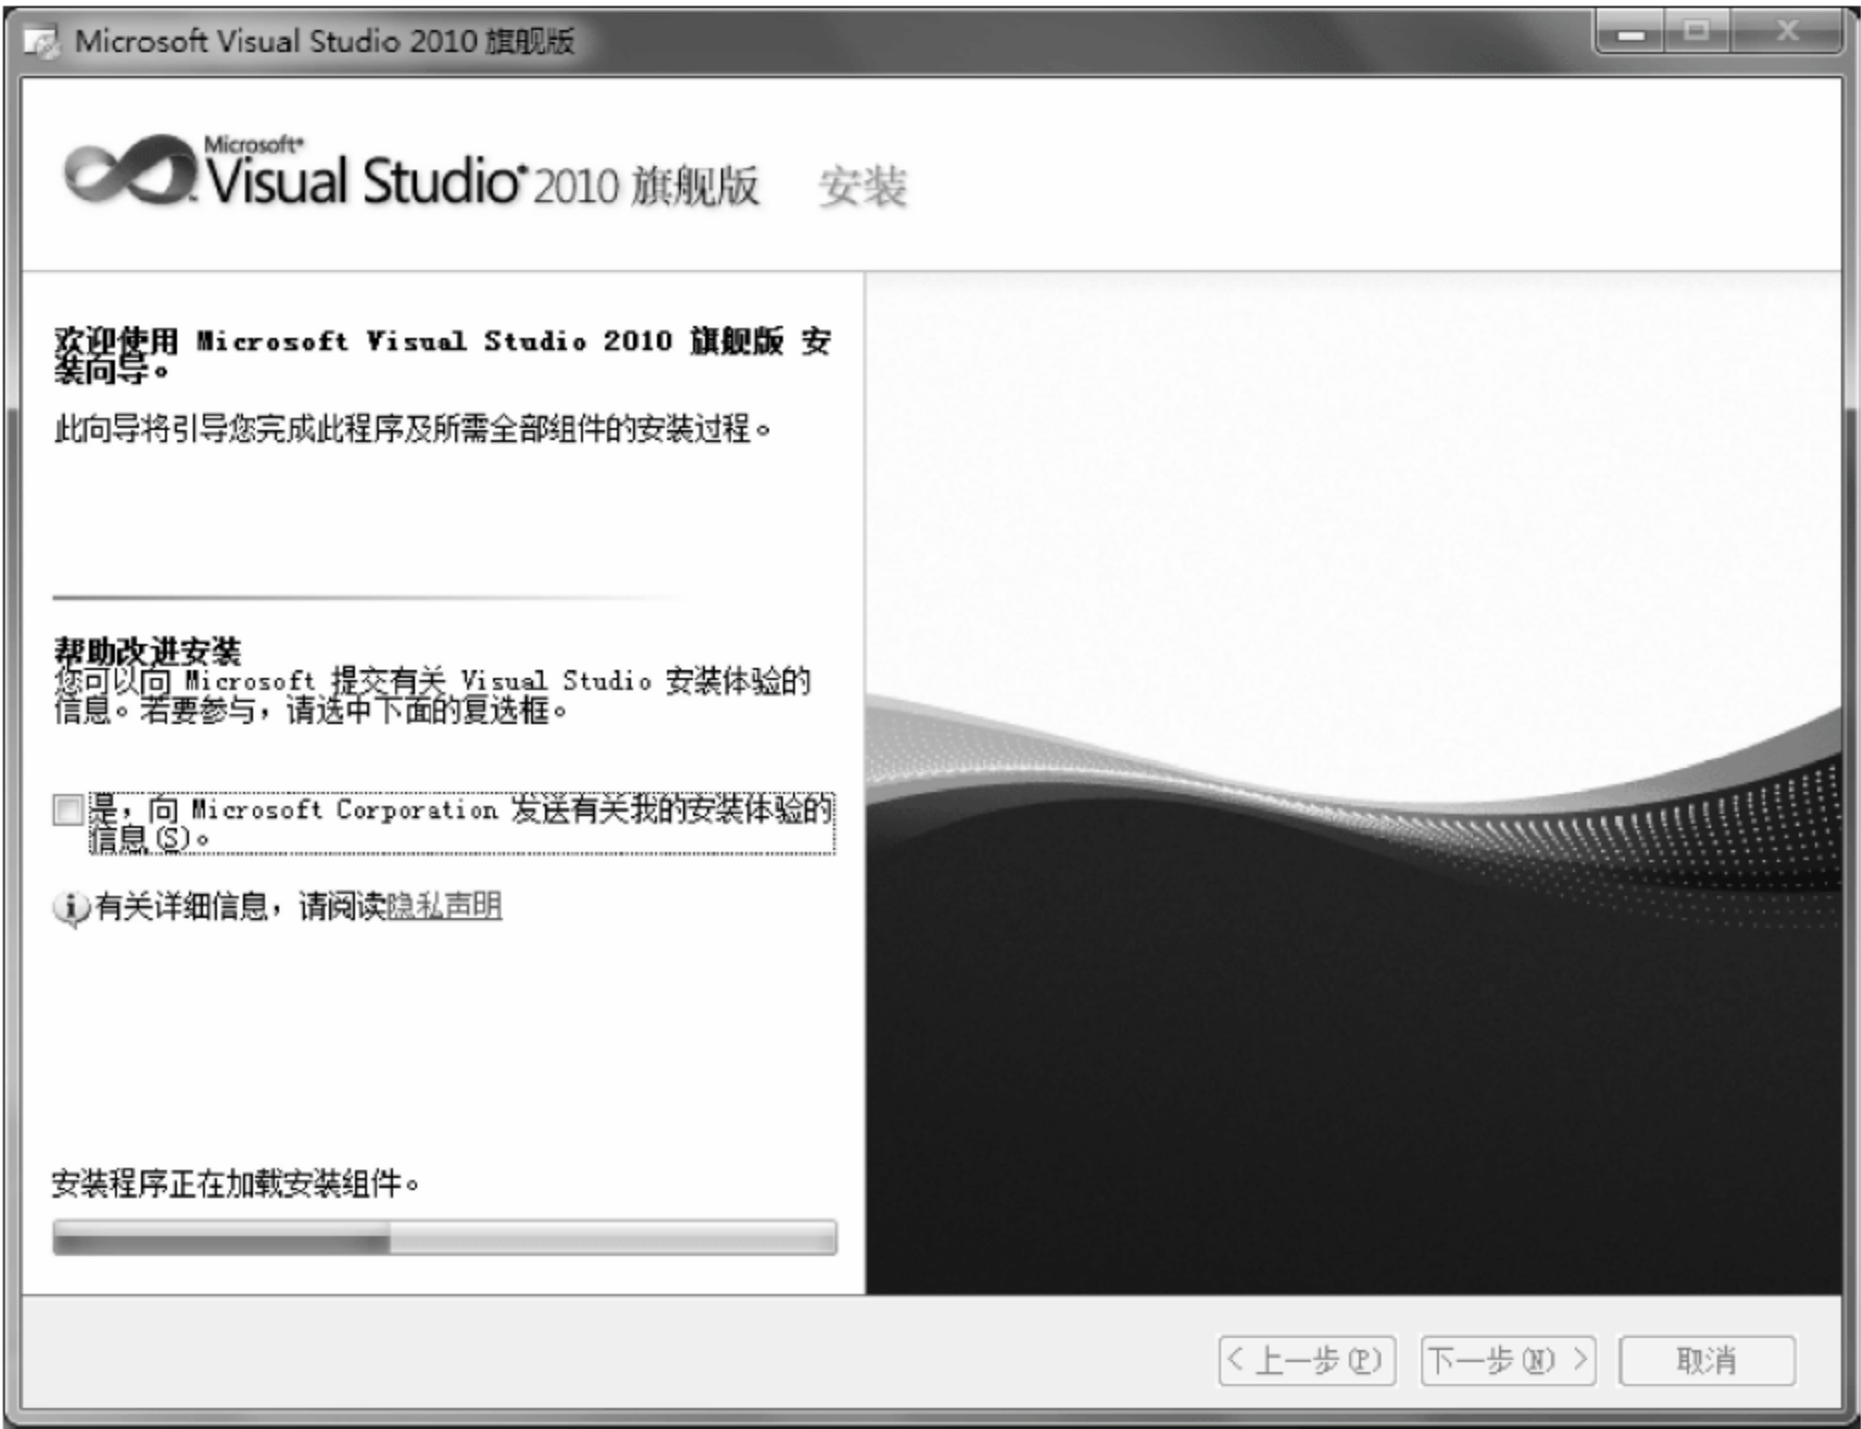 Microsoft Visual Studio 2010 旗舰版
Microsoft®
Visual Studio® 2010 旗舰版 安装
欢迎使用 Microsoft Visual Studio 2010 旗舰版 安
装向导。
此向导将引导您完成此程序及所需全部组件的安装过程。
帮助改进安装
您可以向 Microsoft 提交有关 Visual Studio 安装体验的
信息。若要参与，请选中下面的复选框。
是，向 Microsoft Corporation 发送有关我的安装体验的
信息(S)。
有关详细信息，请阅读隐私声明
安装程序正在加载安装组件。
< 上一步(P) 下一步(N) > 取消